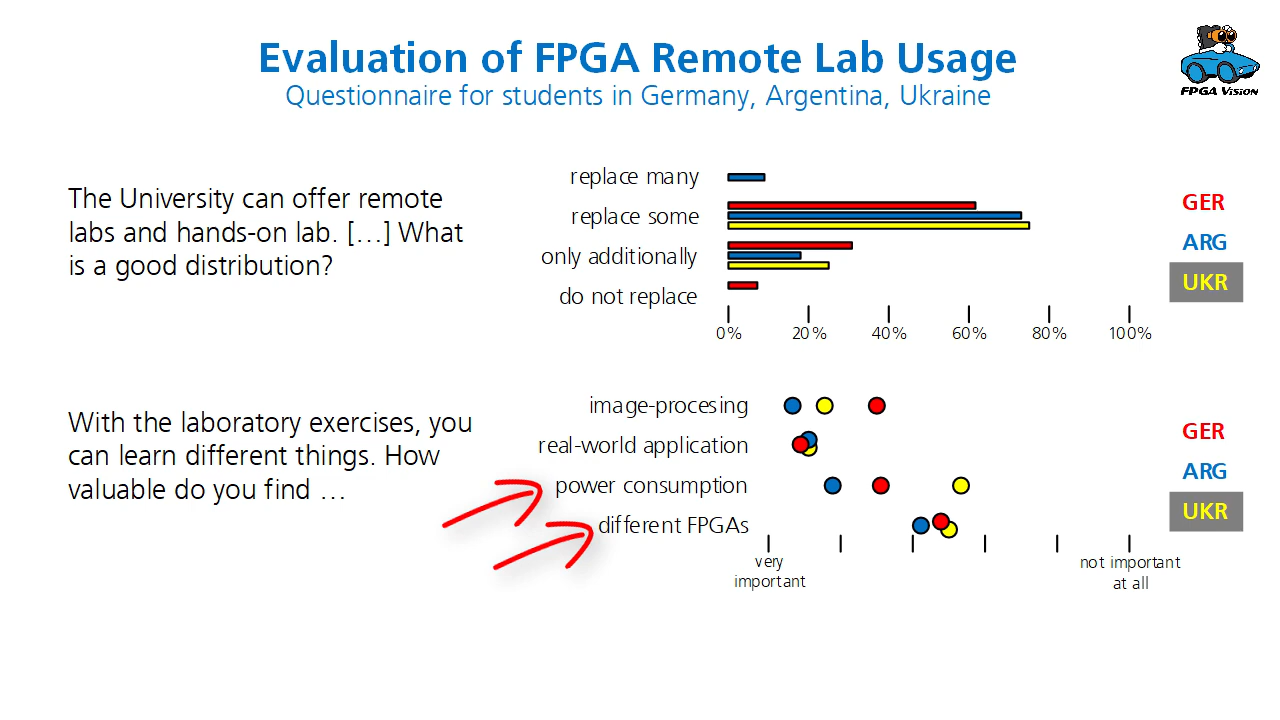 Evaluation of FPGA Remote Lab Usage
Questionnaire for students in Germany, Argentina, Ukraine
FPGA VISION
The University can offer remote
labs and hands-on lab. […] What
is a good distribution?
replace many
replace some
only additionally
do not replace
0% 20% 40% 60% 80% 100%
GER
ARG
UKR
With the laboratory exercises, you
can learn different things. How
valuable do you find …
image-procesing
real-world application
power consumption
different FPGAs
very
important
not important
at all
GER
ARG
UKR